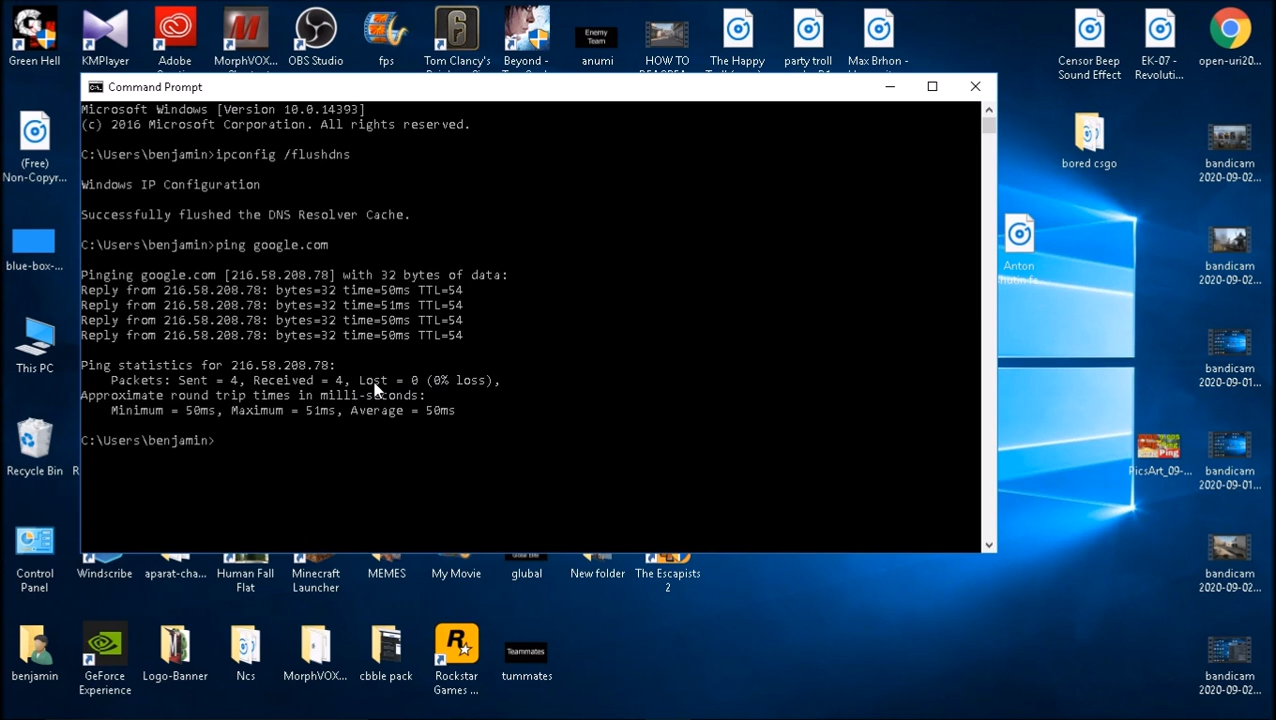 Green Hell
KMPlayer
Adobe
MorphVOX...
OBS Studio
fps
Tom Clancy's
Beyond -
Enemy
Team
anumi
HOW TO
The Happy
party troll
Max Brhon -
Censor Beep
Sound Effect
EK-07 -
Revoluti...
open-uri20...
Command Prompt
Microsoft Windows [Version 10.0.14393]
(c) 2016 Microsoft Corporation. All rights reserved.
C:\Users\benjamin>ipconfig /flushdns
Windows IP Configuration
Successfully flushed the DNS Resolver Cache.
C:\Users\benjamin>ping google.com
Pinging google.com [216.58.208.78] with 32 bytes of data:
Reply from 216.58.208.78: bytes=32 time=50ms TTL=54
Reply from 216.58.208.78: bytes=32 time=51ms TTL=54
Reply from 216.58.208.78: bytes=32 time=50ms TTL=54
Reply from 216.58.208.78: bytes=32 time=50ms TTL=54
Ping statistics for 216.58.208.78:
Packets: Sent = 4, Received = 4, Lost = 0 (0% loss),
Approximate round trip times in milli-seconds:
Minimum = 50ms, Maximum = 51ms, Average = 50ms
C:\Users\benjamin>
(Free)
Non-Copyr...
blue-box-...
This PC
Recycle Bin
R
Control
Panel
bored csgo
bandicam
2020-09-02...
Anton
bandicam
2020-09-02...
bandicam
2020-09-01...
Ping
PicsArt_09-...
bandicam
2020-09-01...
bandicam
2020-09-02...
bandicam
2020-09-02...
Windscribe
aparat-cha...
Human Fall
Flat
Minecraft
Launcher
MEMES
My Movie
glubal
New folder
The Escapists
2
benjamin
GeForce
Experience
Logo-Banner
Ncs
MorphVOX...
cbble pack
Rockstar
Games ...
Teammates
tummates